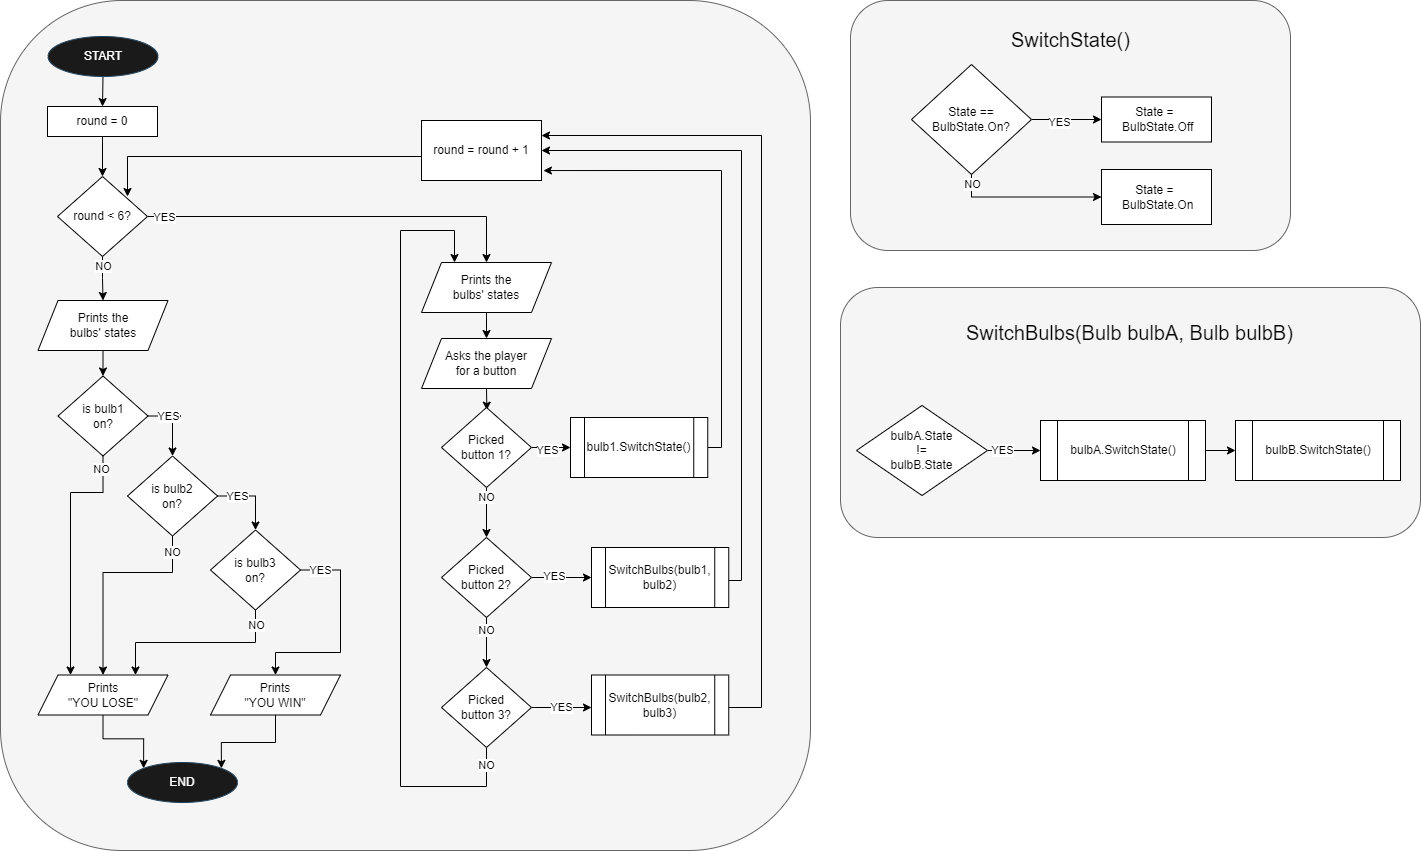 START
round = 0
round < 6?
YES
NO
Prints the
bulbs' states
is bulb1
on?
YES
NO
is bulb2
on?
YES
NO
is bulb3
on?
YES
NO
Prints
"YOU LOSE"
Prints
"YOU WIN"
END
round = round + 1
Prints the
bulbs' states
Asks the player
for a button
Picked
button 1?
YES
bulb1.SwitchState()
NO
Picked
button 2?
YES
SwitchBulbs(bulb1,
bulb2)
NO
Picked
button 3?
YES
SwitchBulbs(bulb2,
bulb3)
NO
SwitchState()
State ==
BulbState.On?
YES
State =
BulbState.Off
NO
State =
BulbState.On
SwitchBulbs(Bulb bulbA, Bulb bulbB)
bulbA.State
!=
bulbB.State
YES
bulbA.SwitchState()
bulbB.SwitchState()